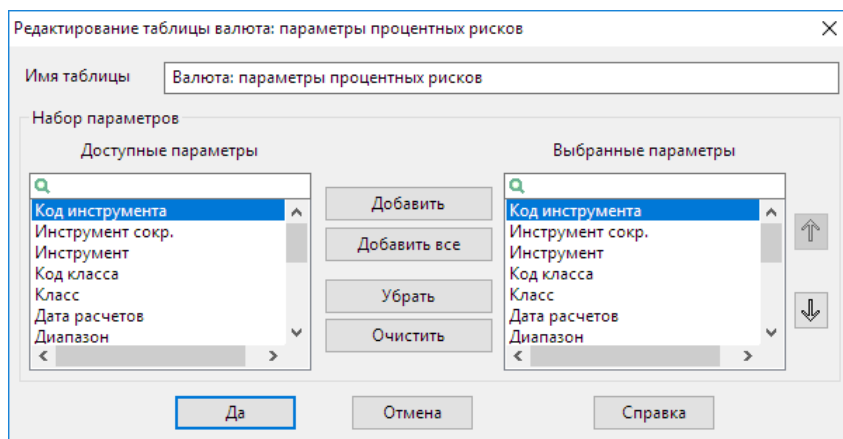 Редактирование таблицы валюта: параметры процентных рисков
Имя таблицы
Валюта: параметры процентных рисков
Набор параметров
Доступные параметры
Код инструмента
Инструмент сокр.
Инструмент
Код класса
Класс
Дата расчетов
Диапазон
Добавить
Добавить все
Убрать
Очистить
Выбранные параметры
Код инструмента
Инструмент сокр.
Инструмент
Код класса
Класс
Дата расчетов
Диапазон
Да
Отмена
Справка